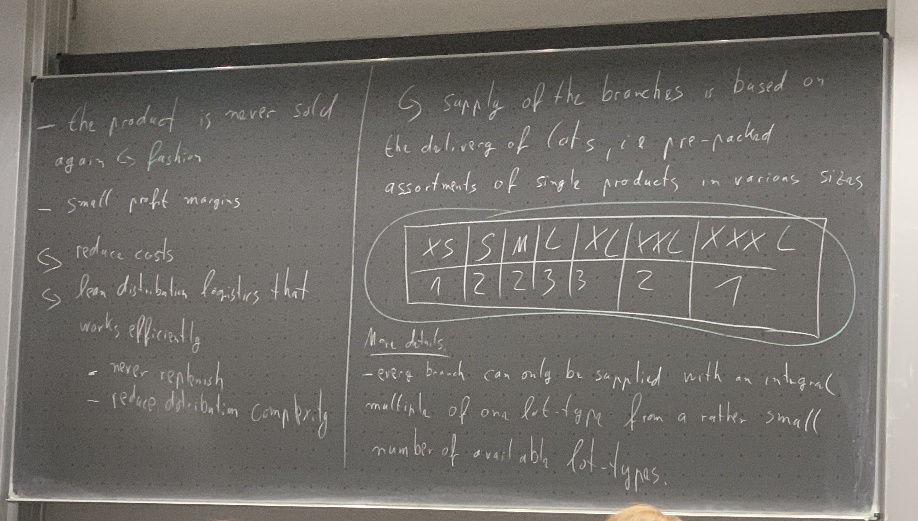 - the product is never sold
again ↳ fashion
- small profit margins
↳ reduce costs
↳ lean distribution logistics that
works efficiently
- never replenish
- reduce distribution complexity
↳ supply of the branches is based on
the delivery of lots, i.e pre-packed
assortments of single products in various sizes
XS S M L XL XXL XXXL
1 2 2 3 3 2 1
More details:
- every branch can only be supplied with an integral
multiple of one lot-type from a rather small
number of available lot-types.